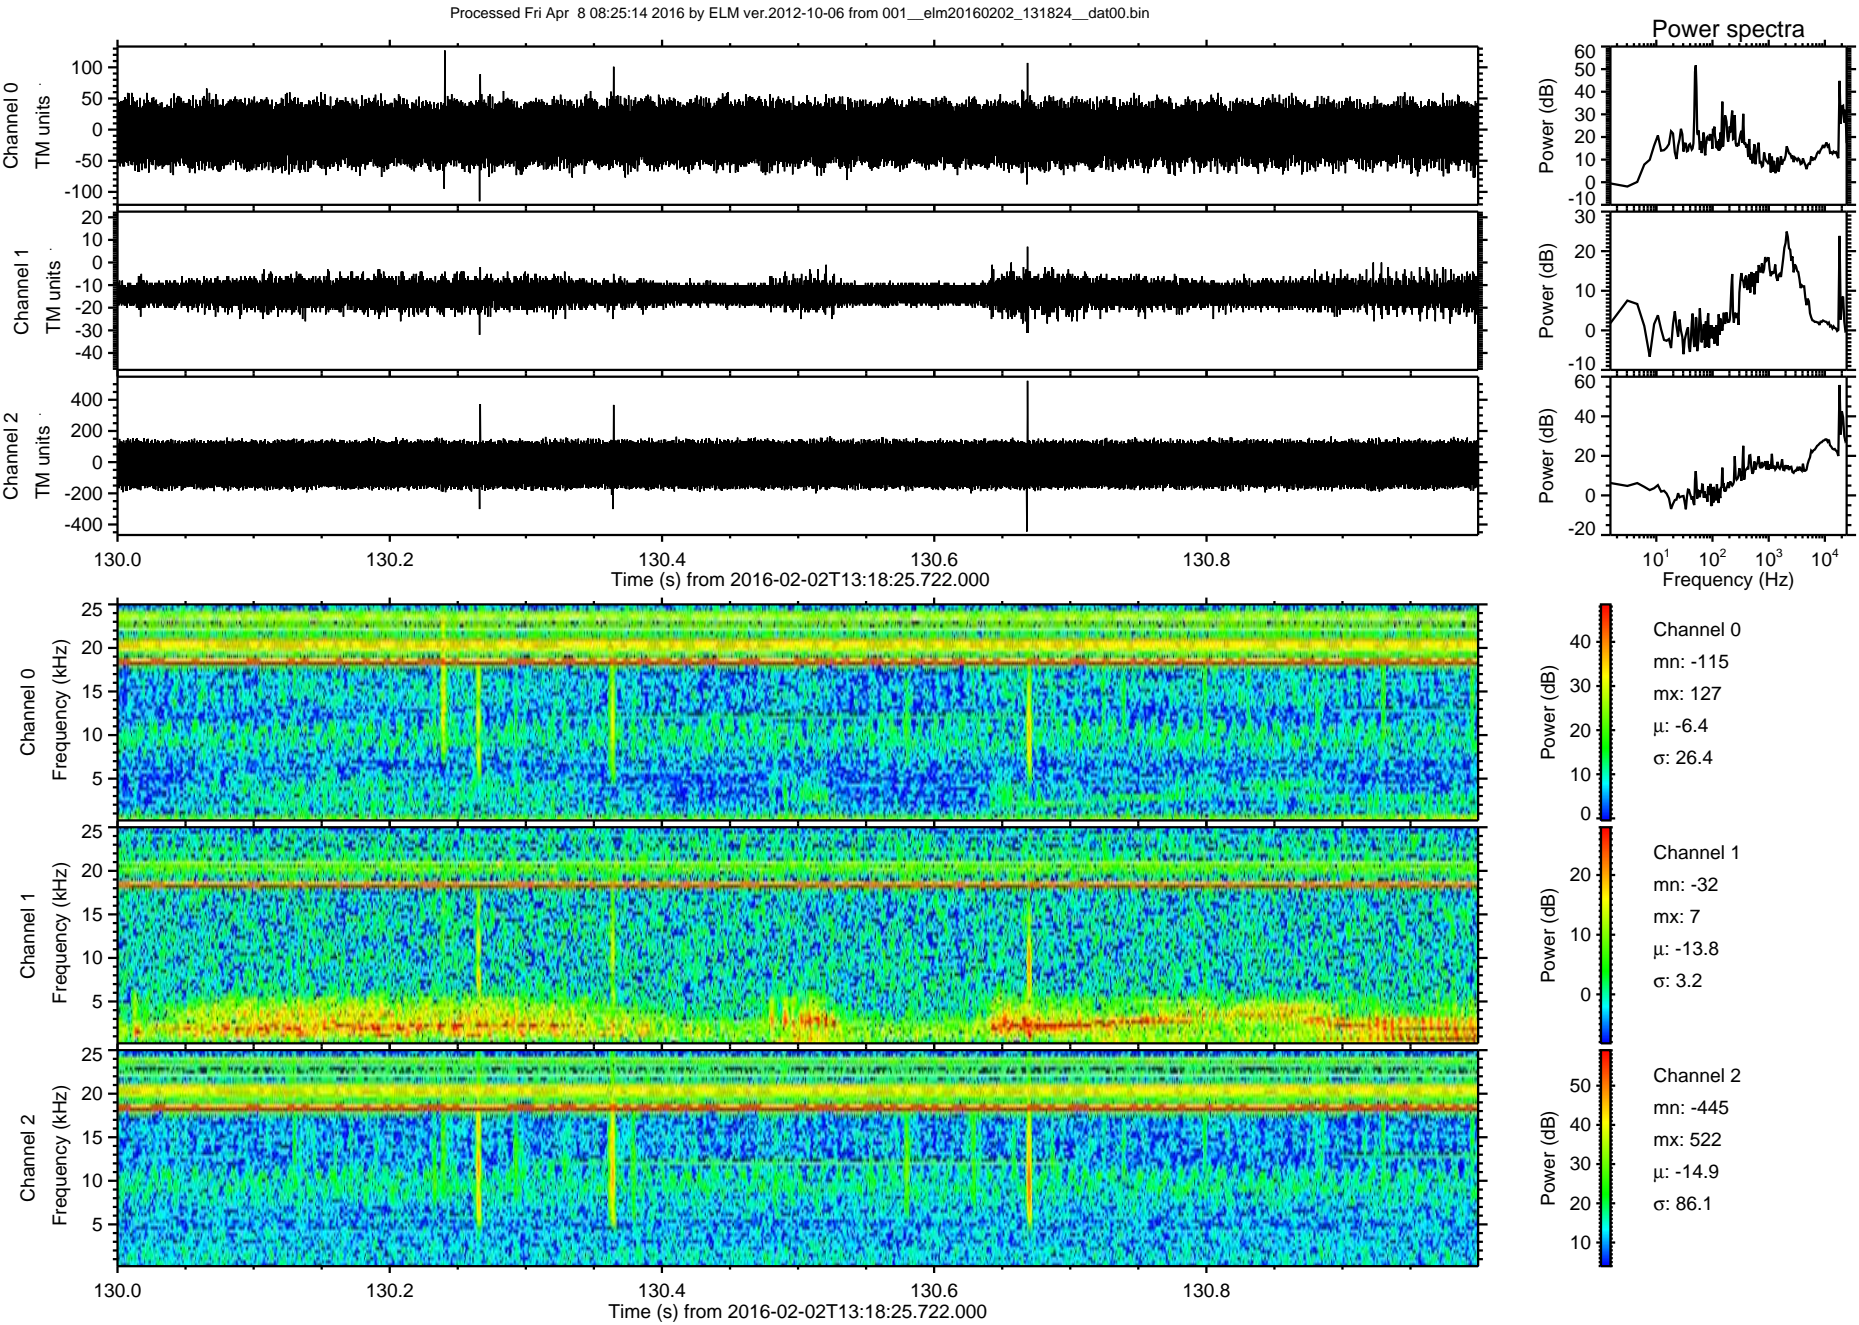 Processed Fri Apr  8 08:25:14 2016 by ELM ver.2012-10-06 from 001__elm20160202_131824__dat00.bin
Power spectra
Channel 0
TM units
100
50
0
-50
-100
Power (dB)
60
50
40
30
20
10
0
-10
Channel 1
TM units
20
10
0
-10
-20
-30
-40
Power (dB)
30
20
10
0
-10
Channel 2
TM units
400
200
0
-200
-400
Power (dB)
60
40
20
0
-20
130.0 130.2 130.4 130.6 130.8
Time (s) from 2016-02-02T13:18:25.722.000
10¹ 10² 10³ 10⁴
Frequency (Hz)
Channel 0
Frequency (kHz)
25
20
15
10
5
Power (dB)
40
30
20
10
0
Channel 0
mn: -115
mx: 127
μ: -6.4
σ: 26.4
Channel 1
Frequency (kHz)
25
20
15
10
5
Power (dB)
20
10
0
Channel 1
mn: -32
mx: 7
μ: -13.8
σ: 3.2
Channel 2
Frequency (kHz)
25
20
15
10
5
Power (dB)
50
40
30
20
10
Channel 2
mn: -445
mx: 522
μ: -14.9
σ: 86.1
130.0 130.2 130.4 130.6 130.8
Time (s) from 2016-02-02T13:18:25.722.000